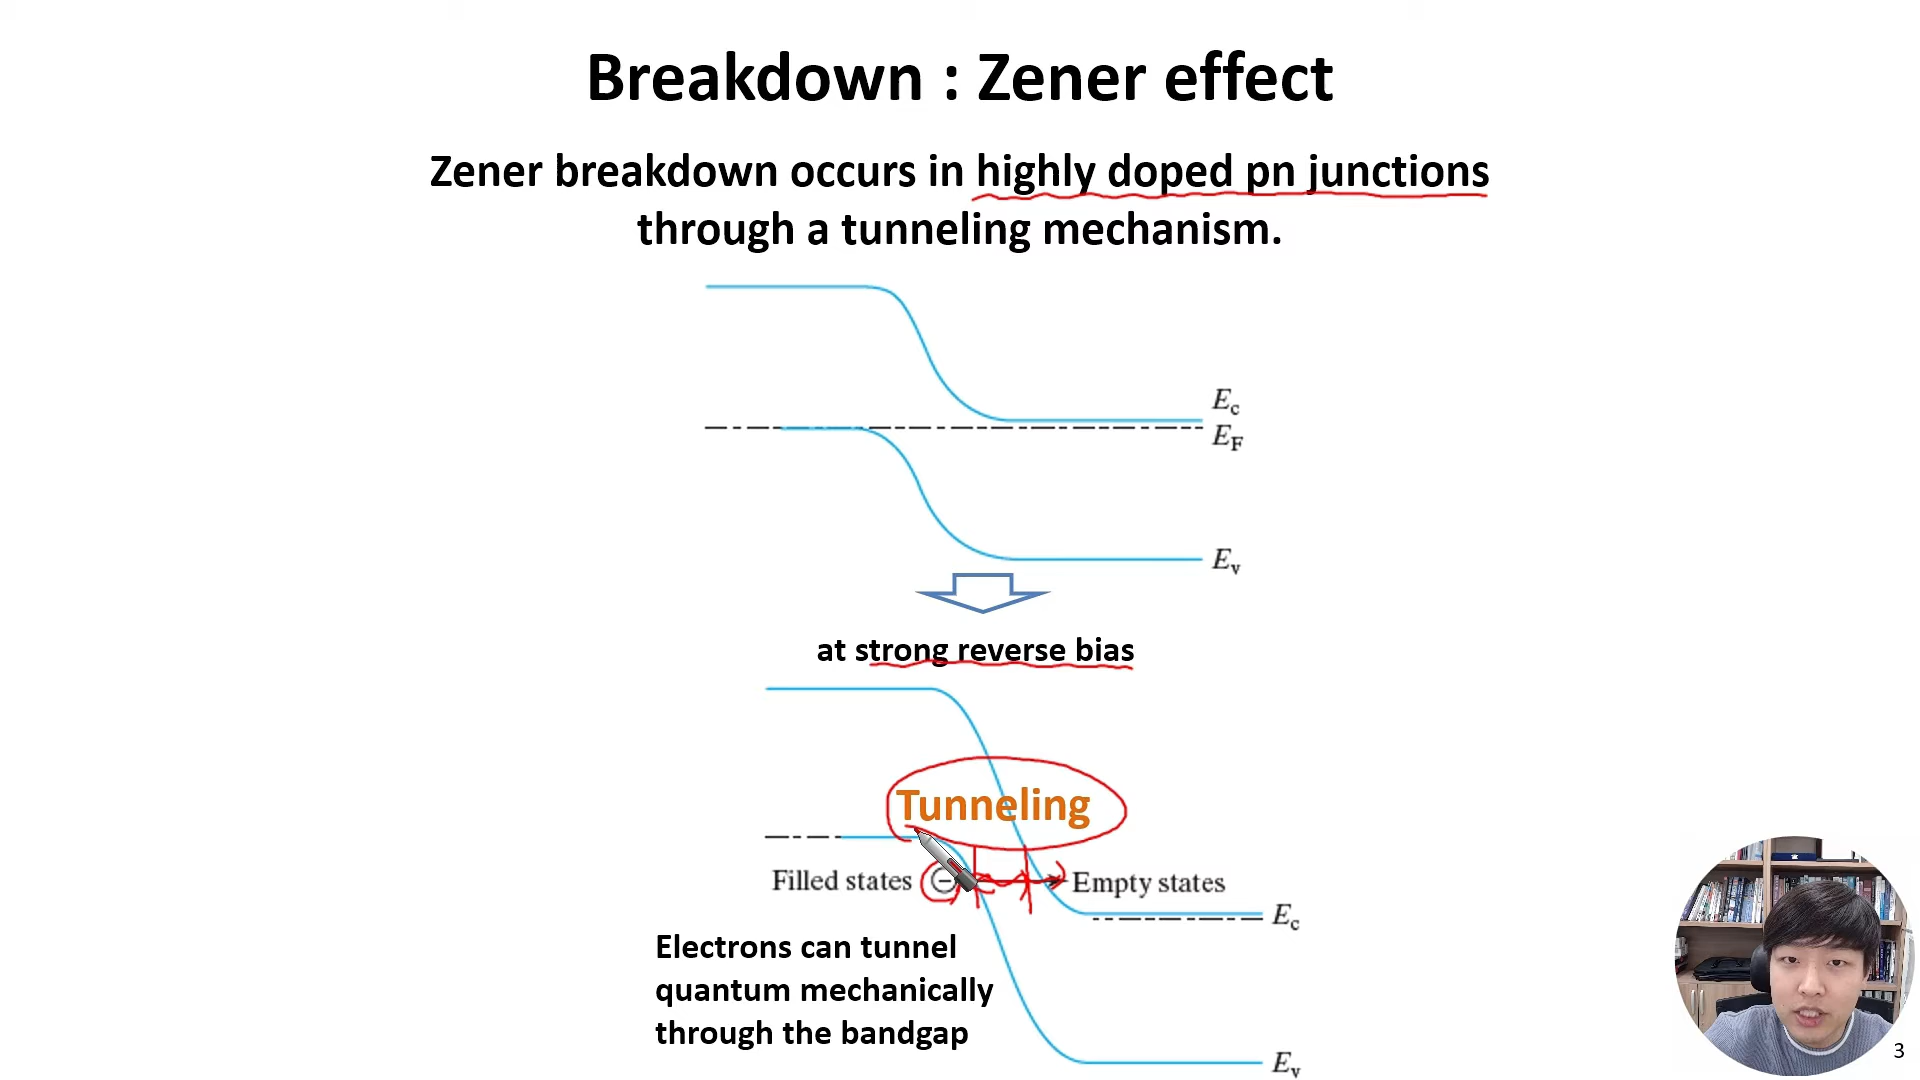 Breakdown : Zener effect
Zener breakdown occurs in highly doped pn junctions
through a tunneling mechanism.
Ec
EF
Ev
at strong reverse bias
Tunneling
Filled states
Empty states
Ec
Electrons can tunnel
quantum mechanically
through the bandgap
Ev
3